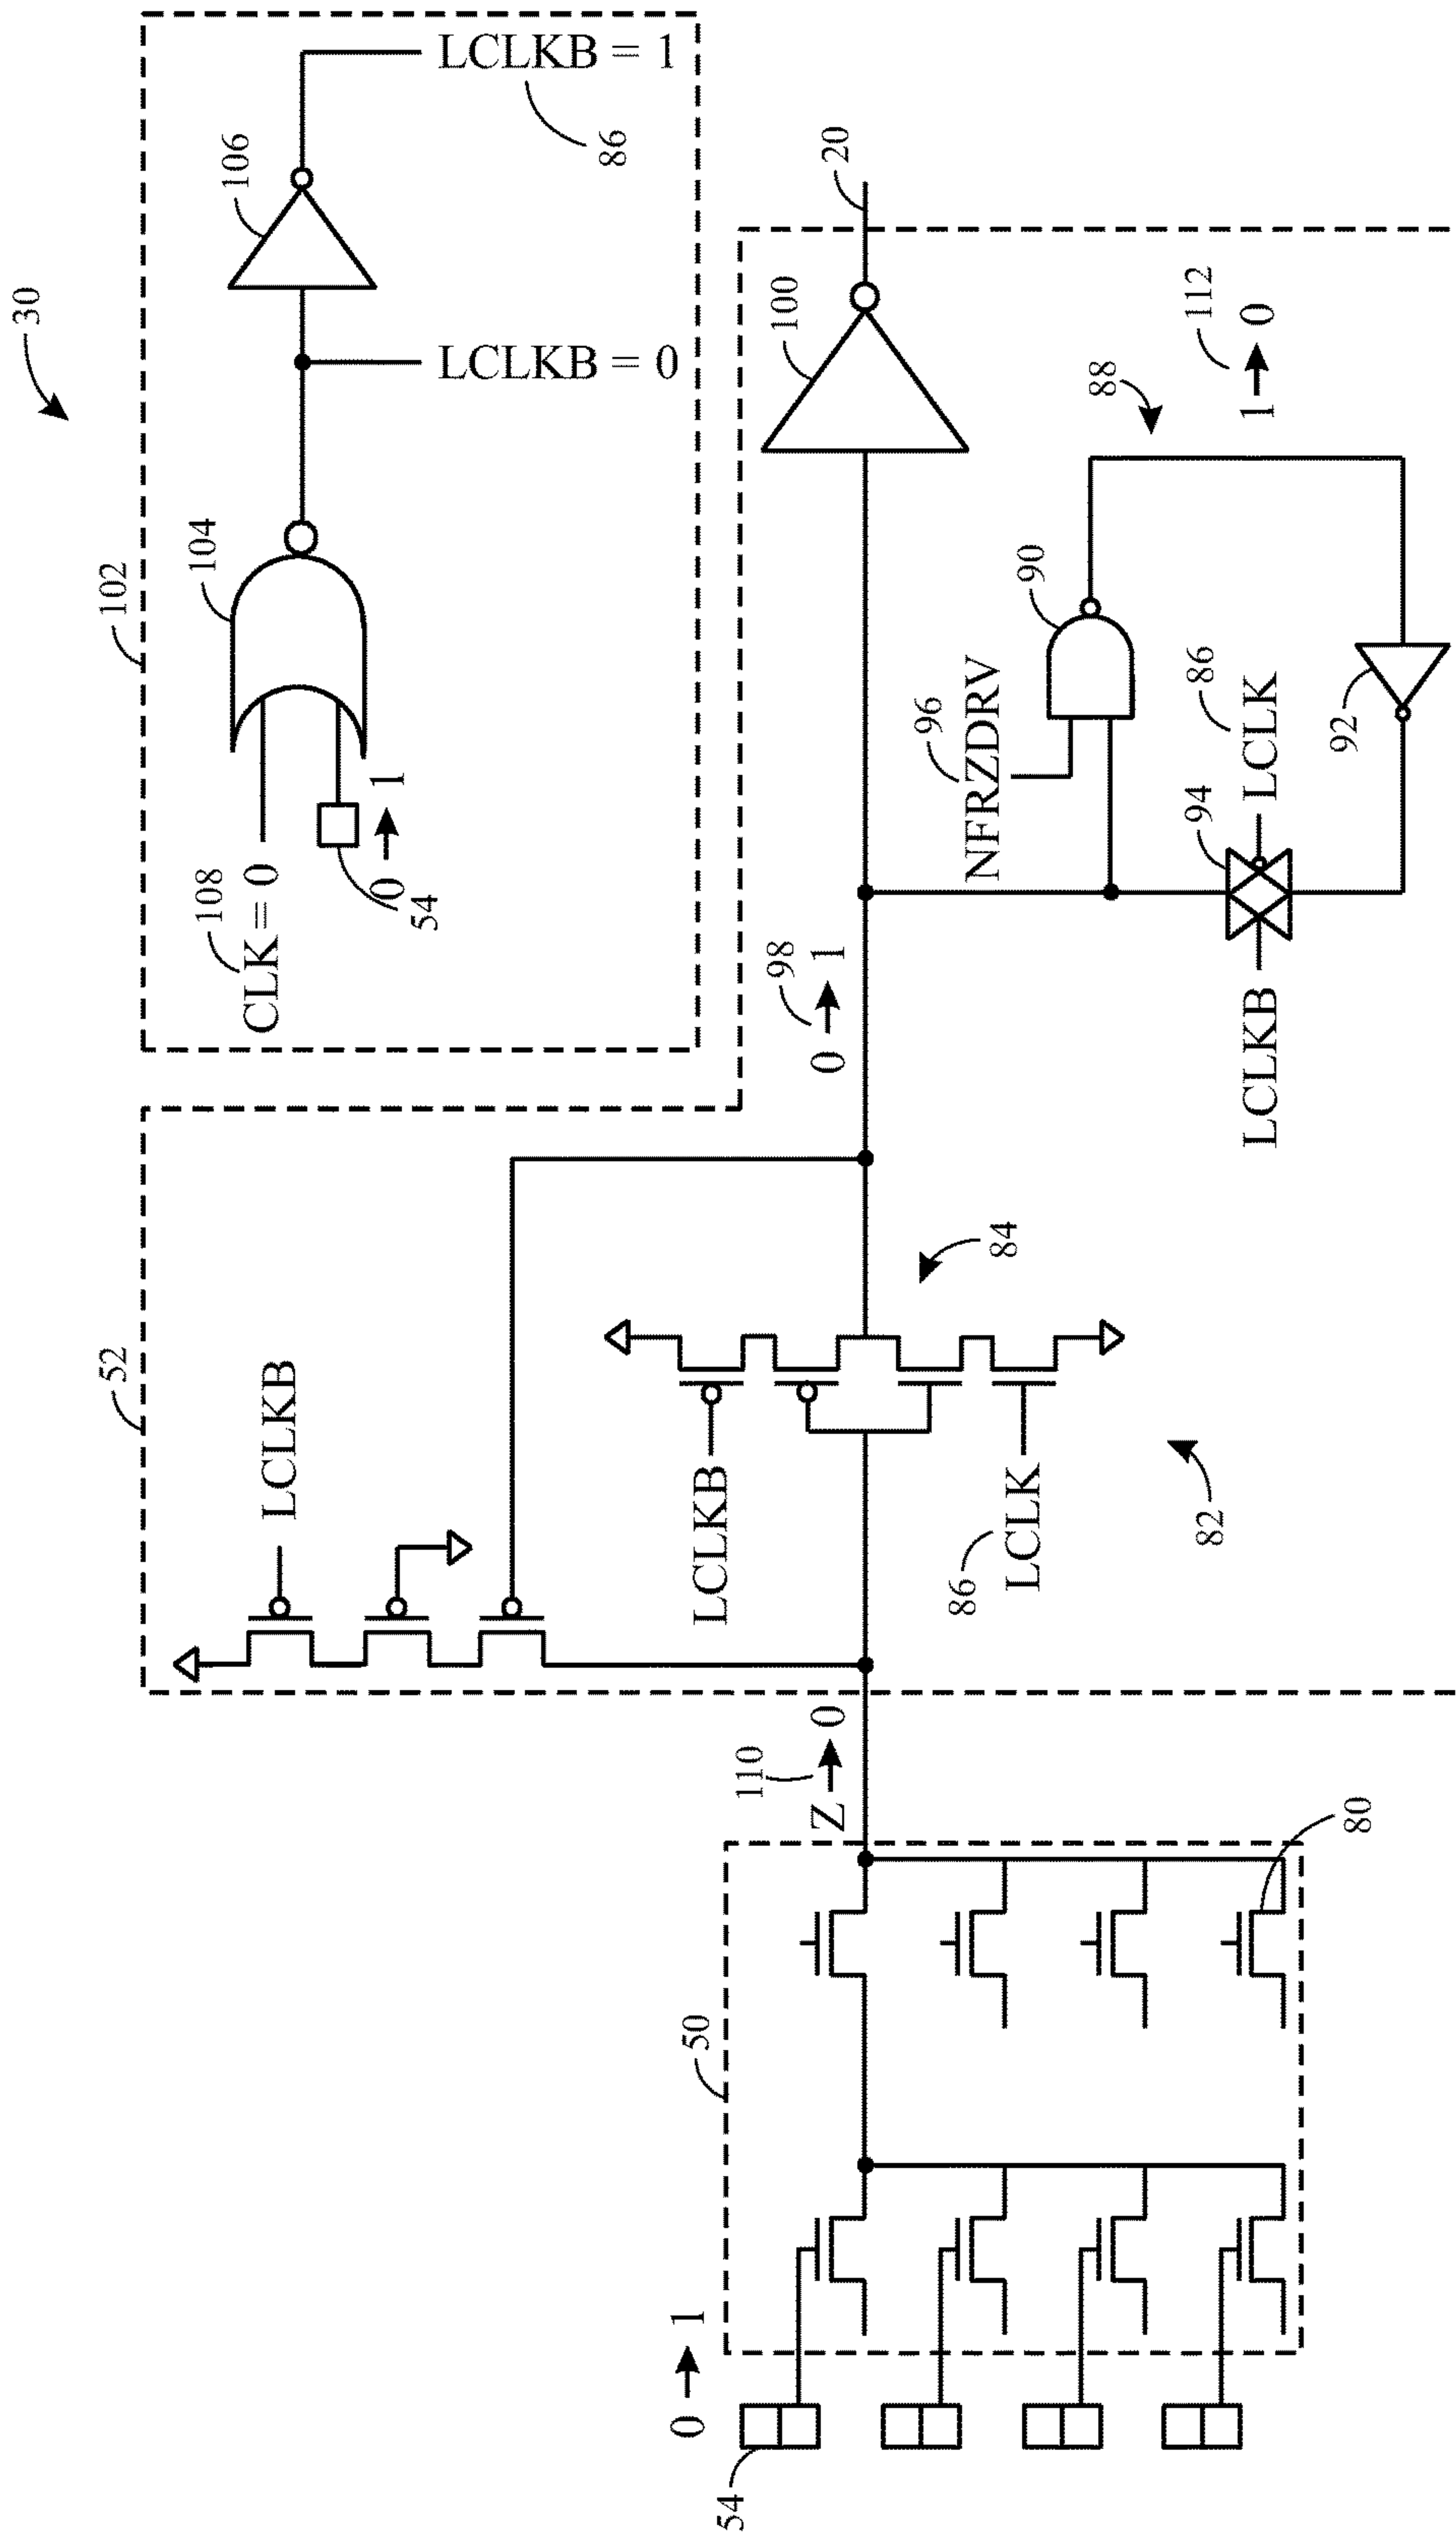 30
102
104
106
CLK = 0
108
0 → 1
54
LCLKB = 0
LCLKB = 1
86
52
LCLKB
LCLKB
86
LCLK
84
82
0 → 1
98
100
20
NFRZDRV
96
90
88
1 → 0
112
94
LCLKB
LCLK
86
92
50
Z → 0
110
80
0 → 1
54